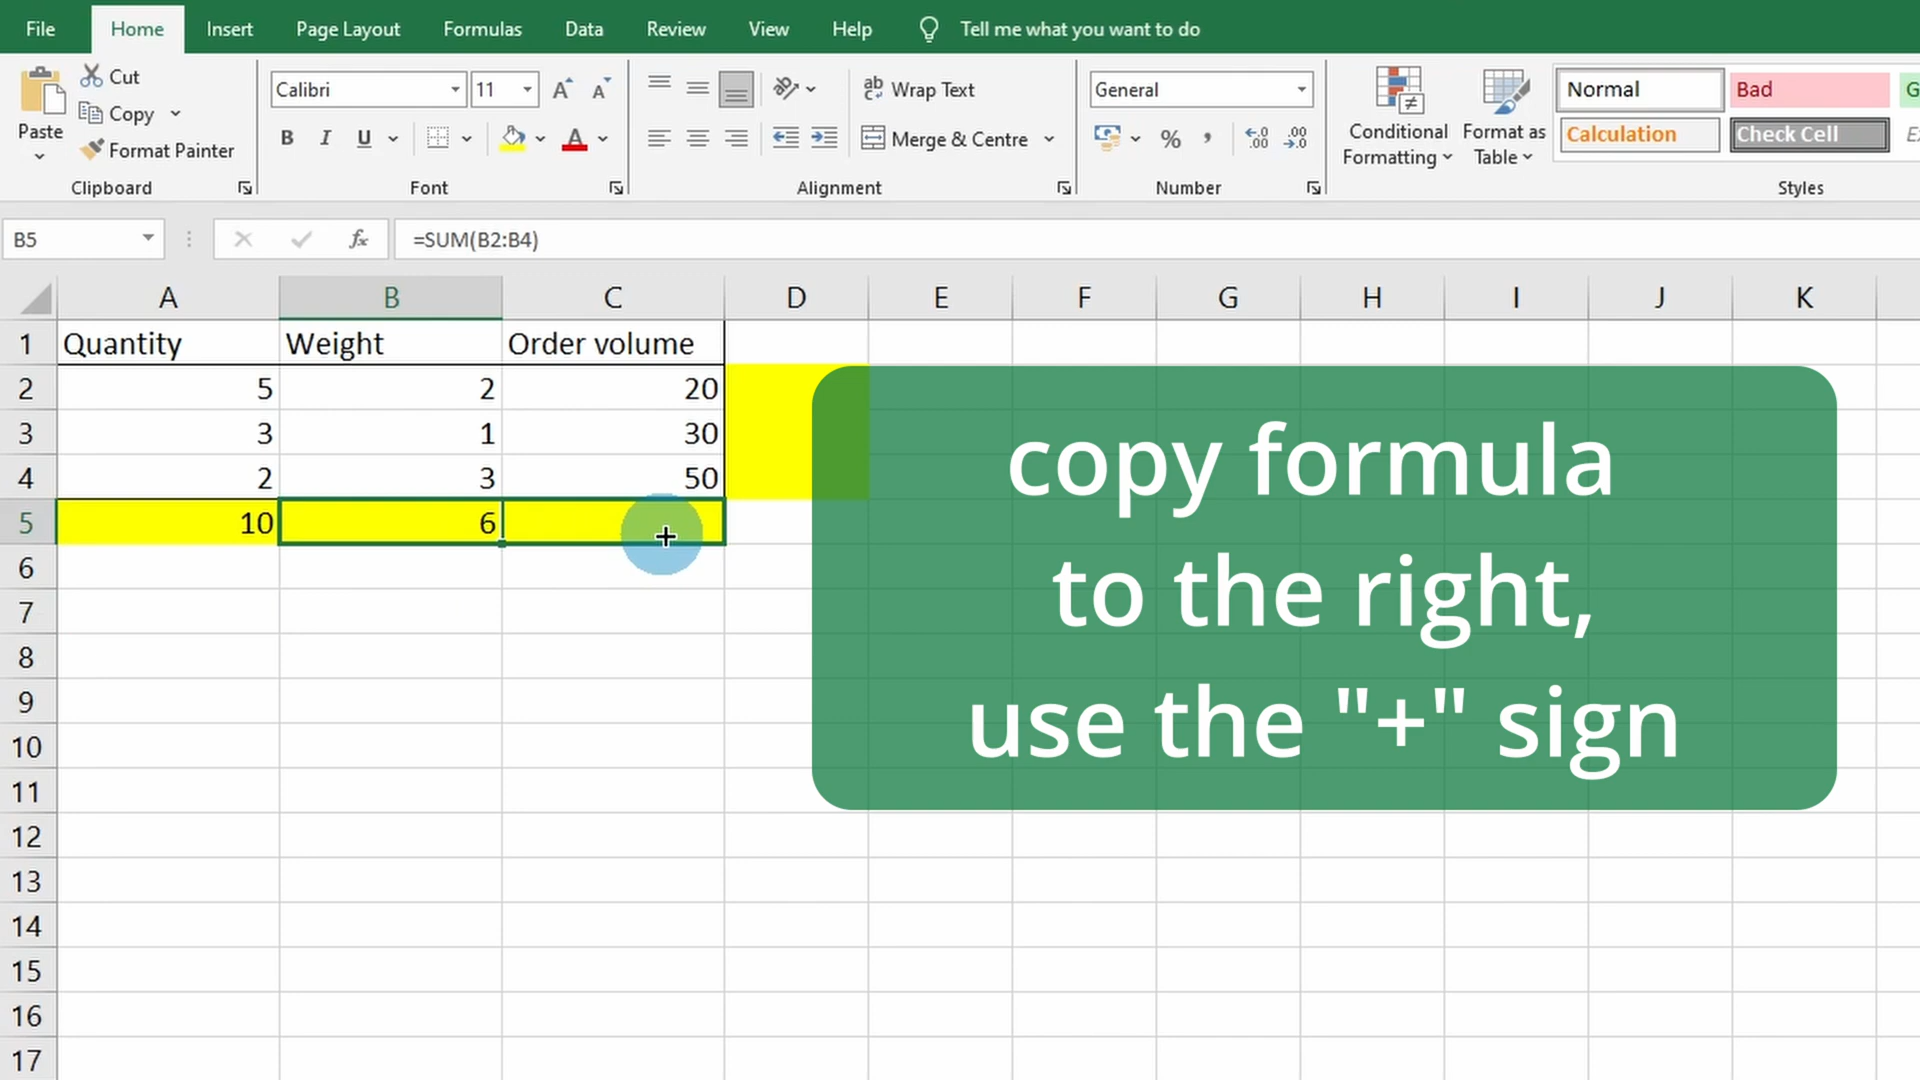 File Home Insert Page Layout Formulas Data Review View Help Tell me what you want to do
Cut
Copy
Format Painter
Paste
Clipboard
Calibri 11 A A
B I U A
Font
ab Wrap Text
Merge & Centre
Alignment
General
% ,
Number
Conditional Formatting
Format as Table
Normal Bad G
Calculation Check Cell
Styles
B5 fx =SUM(B2:B4)
A B C D E F G H I J K
1 Quantity Weight Order volume
2 5 2 20
3 3 1 30
4 2 3 50
5 10 6
6
7
8
9
10
11
12
13
14
15
16
17
copy formula
to the right,
use the "+" sign